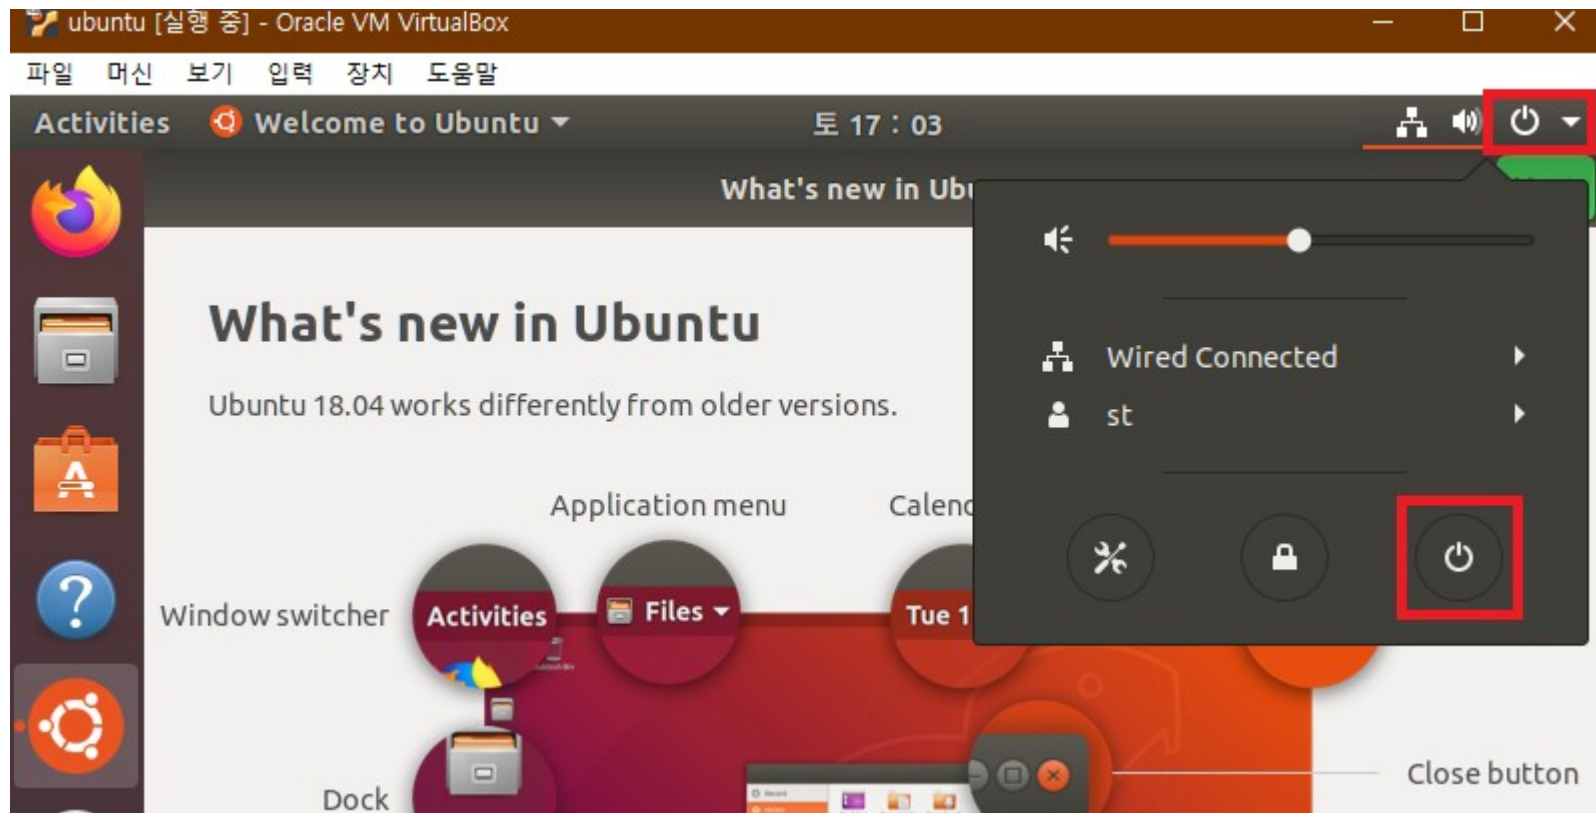 ubuntu [실행 중] - Oracle VM VirtualBox
파일 머신 보기 입력 장치 도움말
Activities Welcome to Ubuntu 토 17 : 03
What's new in Ub
What's new in Ubuntu
Wired Connected
Ubuntu 18.04 works differently from older versions.
st
Application menu Calend
Window switcher Activities Files Tue 1
Dock
Close button